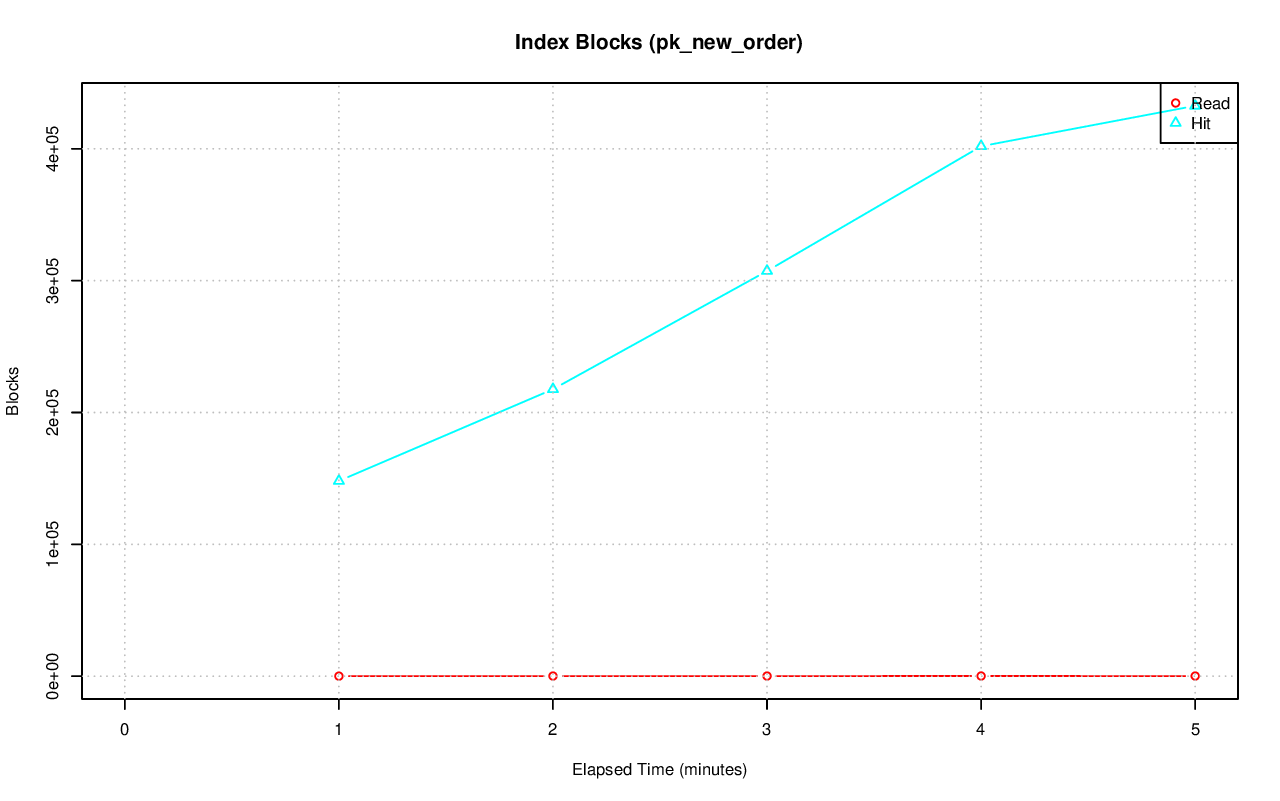 Index Blocks (pk_new_order)
Read
Hit
4e+05
3e+05
2e+05
1e+05
0e+00
Blocks
0 1 2 3 4 5
Elapsed Time (minutes)